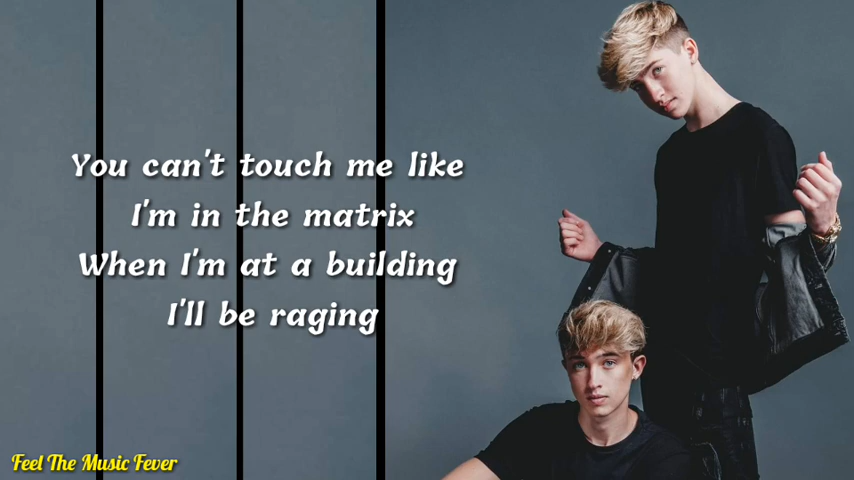 You can't touch me like
I'm in the matrix
When I'm at a building
I'll be raging
Feel The Music Fever